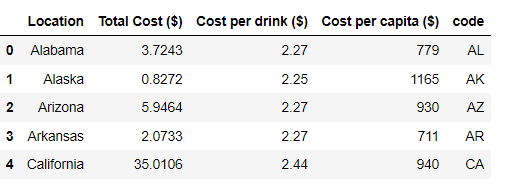 Location Total Cost ($) Cost per drink ($) Cost per capita ($) code
0 Alabama 3.7243 2.27 779 AL
1 Alaska 0.8272 2.25 1165 AK
2 Arizona 5.9464 2.27 930 AZ
3 Arkansas 2.0733 2.27 711 AR
4 California 35.0106 2.44 940 CA